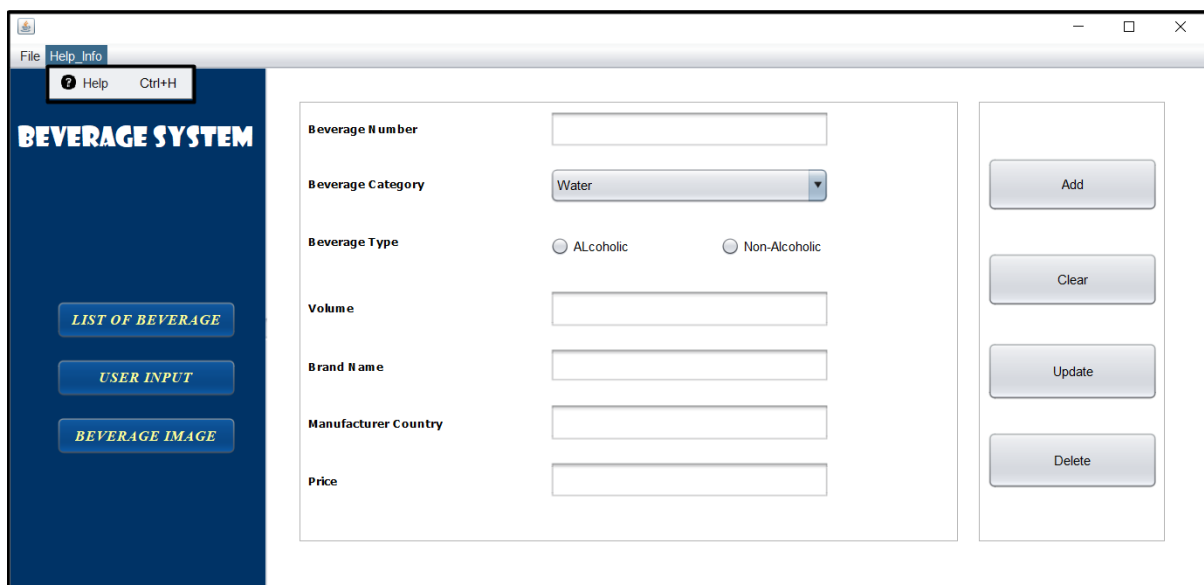 File Help_Info
? Help Ctrl+H
BEVERAGE SYSTEM
LIST OF BEVERAGE
USER INPUT
BEVERAGE IMAGE
Beverage Number
Beverage Category Water
Beverage Type ALcoholic Non-Alcoholic
Volume
Brand Name
Manufacturer Country
Price
Add
Clear
Update
Delete